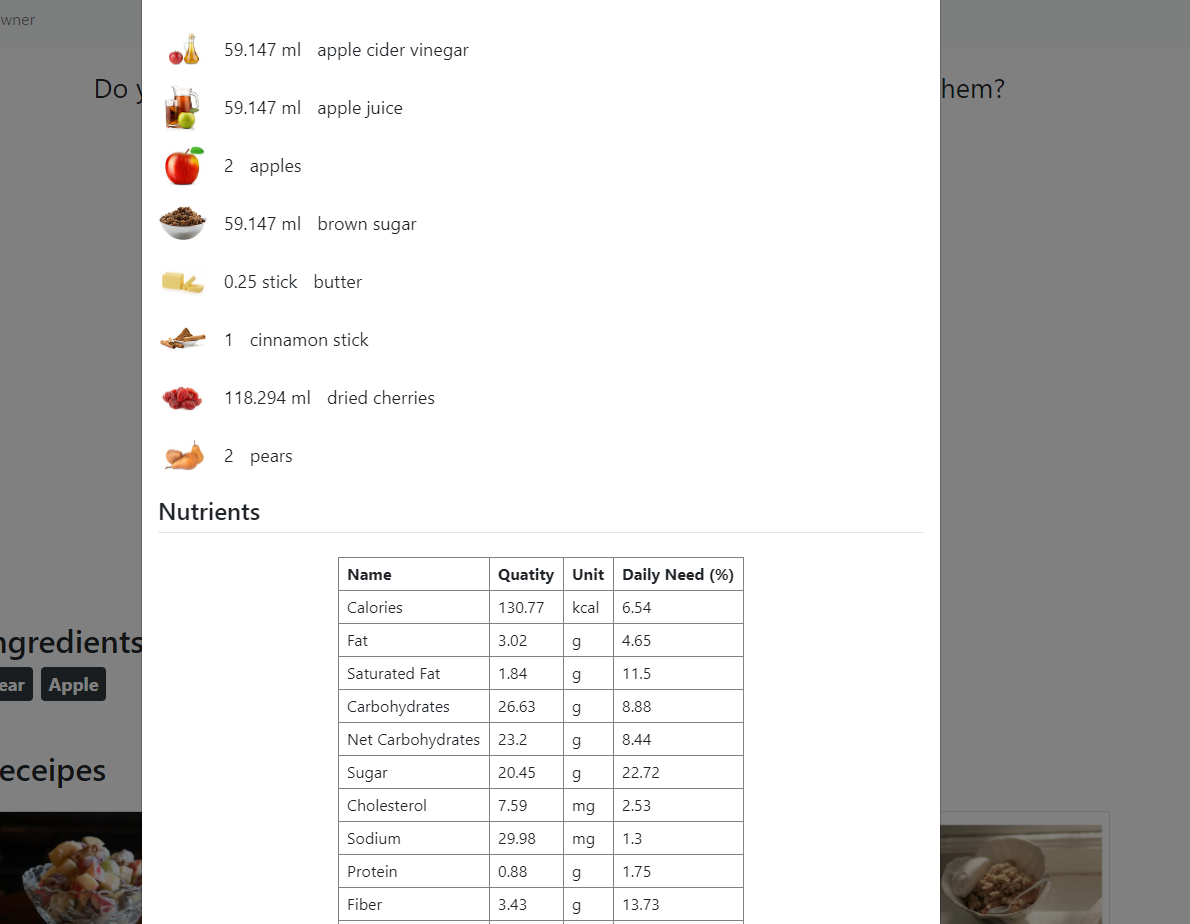 wner
Do y
hem?
59.147 ml apple cider vinegar
59.147 ml apple juice
2 apples
59.147 ml brown sugar
0.25 stick butter
1 cinnamon stick
118.294 ml dried cherries
2 pears
Nutrients
Name Quatity Unit Daily Need (%)
Calories 130.77 kcal 6.54
Fat 3.02 g 4.65
Saturated Fat 1.84 g 11.5
Carbohydrates 26.63 g 8.88
Net Carbohydrates 23.2 g 8.44
Sugar 20.45 g 22.72
Cholesterol 7.59 mg 2.53
Sodium 29.98 mg 1.3
Protein 0.88 g 1.75
Fiber 3.43 g 13.73
ngredients
ear Apple
eceipes